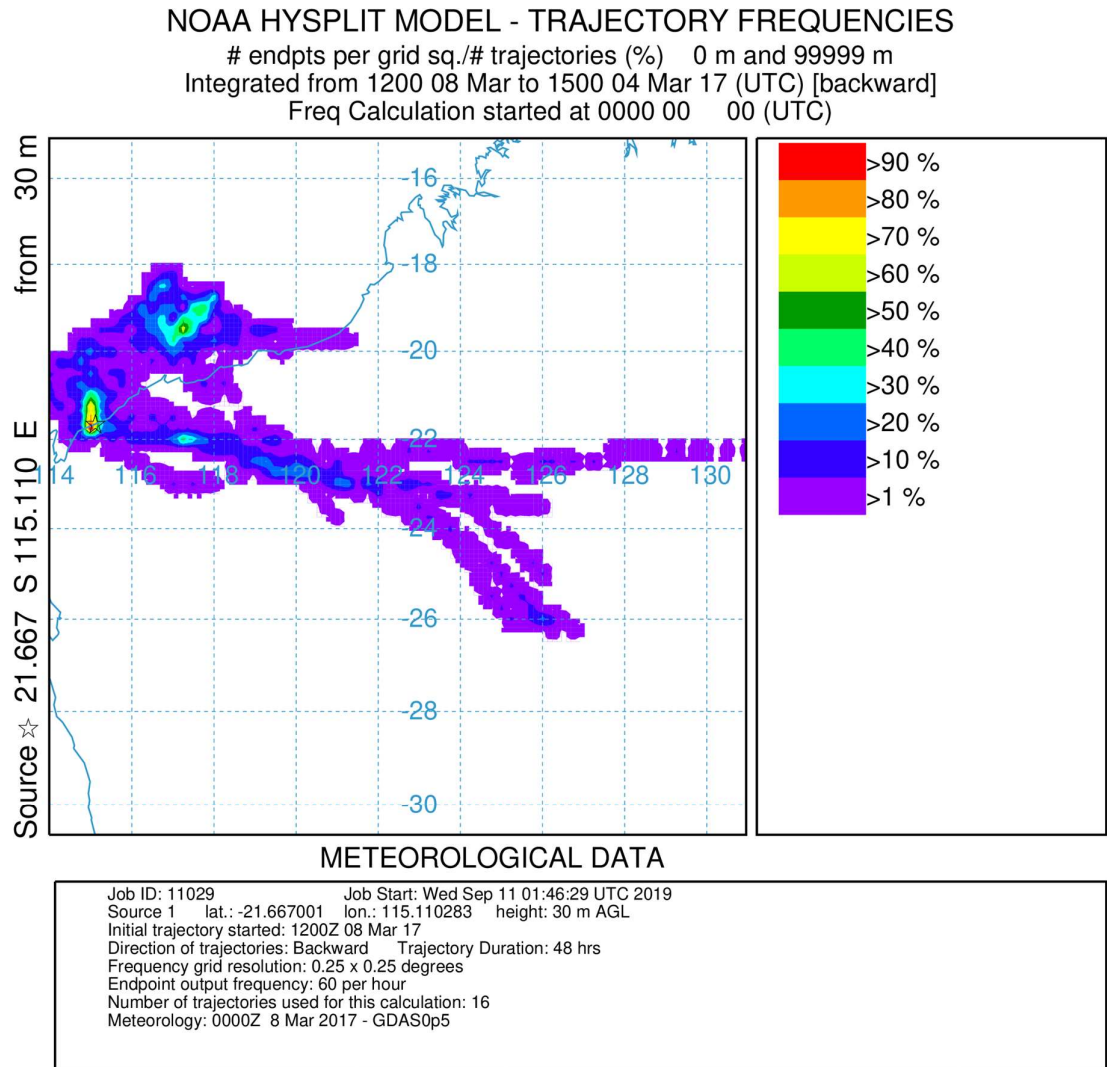 NOAA HYSPLIT MODEL - TRAJECTORY FREQUENCIES
# endpts per grid sq./# trajectories (%) 0 m and 99999 m
Integrated from 1200 08 Mar to 1500 04 Mar 17 (UTC) [backward]
Freq Calculation started at 0000 00 00 (UTC)
Source ☆ 21.667 S 115.110 E from 30 m
-16
-18
-20
-22
114 116 118 120 122 124 126 128 130
-24
-26
-28
-30
>90 %
>80 %
>70 %
>60 %
>50 %
>40 %
>30 %
>20 %
>10 %
>1 %
METEOROLOGICAL DATA
Job ID: 11029 Job Start: Wed Sep 11 01:46:29 UTC 2019
Source 1 lat.: -21.667001 lon.: 115.110283 height: 30 m AGL
Initial trajectory started: 1200Z 08 Mar 17
Direction of trajectories: Backward Trajectory Duration: 48 hrs
Frequency grid resolution: 0.25 x 0.25 degrees
Endpoint output frequency: 60 per hour
Number of trajectories used for this calculation: 16
Meteorology: 0000Z 8 Mar 2017 - GDAS0p5